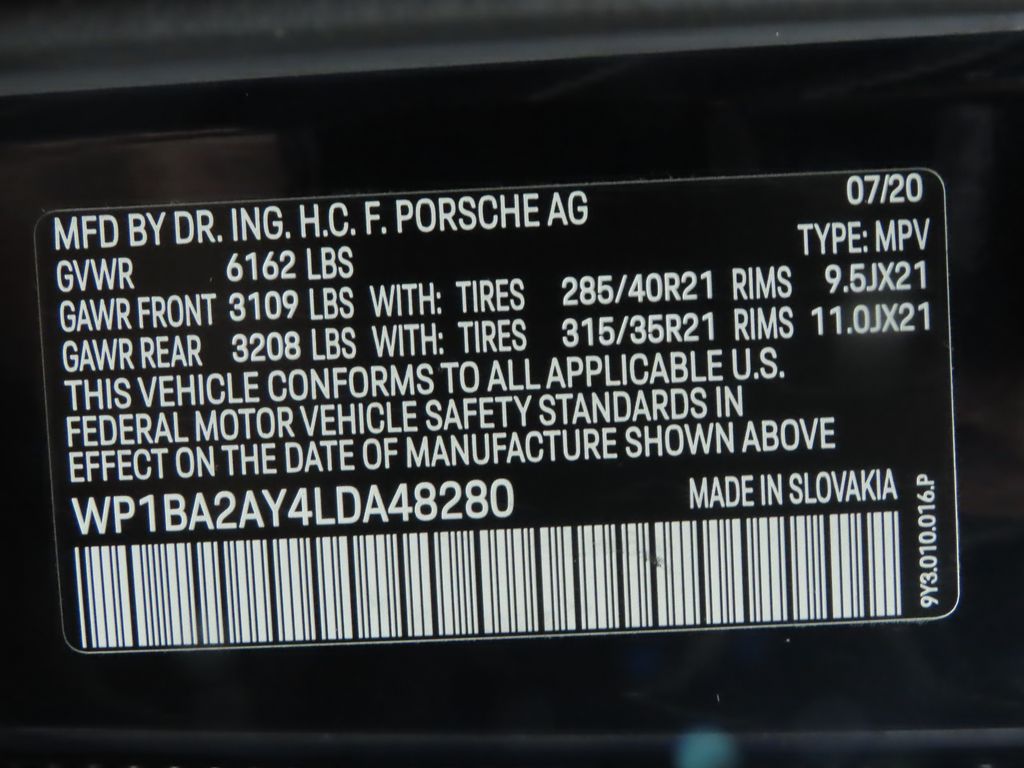 07/20
MFD BY DR. ING. H.C. F. PORSCHE AG
TYPE: MPV
GVWR 6162 LBS
GAWR FRONT 3109 LBS WITH: TIRES 285/40R21 RIMS 9.5JX21
GAWR REAR 3208 LBS WITH: TIRES 315/35R21 RIMS 11.0JX21
THIS VEHICLE CONFORMS TO ALL APPLICABLE U.S.
FEDERAL MOTOR VEHICLE SAFETY STANDARDS IN
EFFECT ON THE DATE OF MANUFACTURE SHOWN ABOVE
WP1BA2AY4LDA48280 MADE IN SLOVAKIA
9Y3.010.016.P